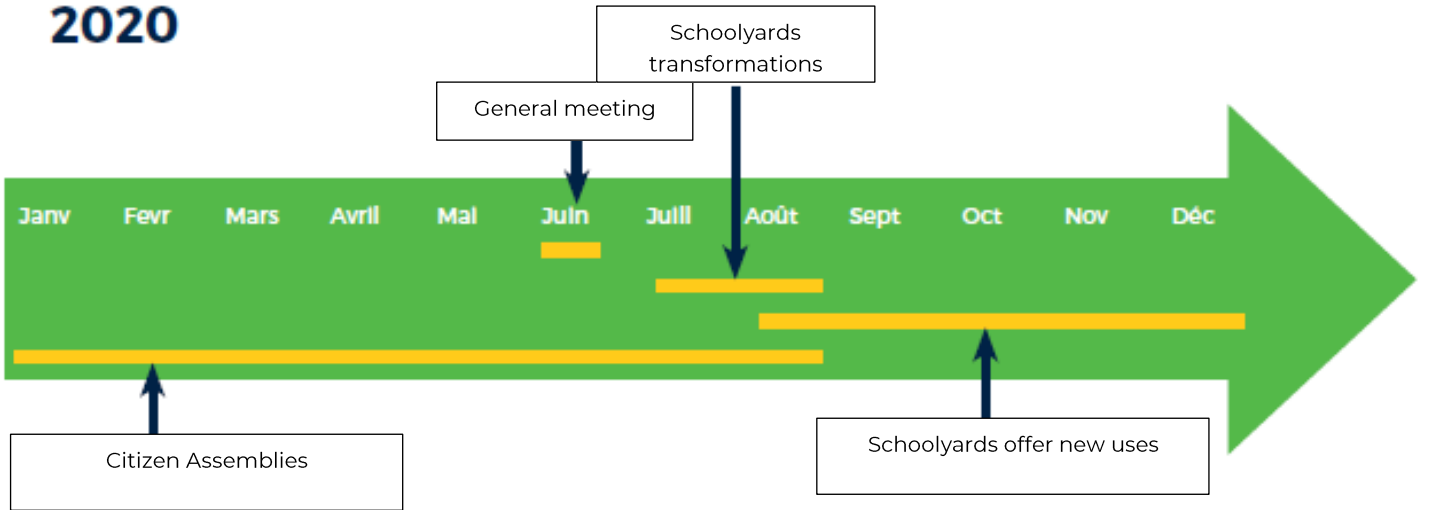 2020
Schoolyards
transformations
General meeting
Janv Fevr Mars Avril Mai Juin Juill Août Sept Oct Nov Déc
Citizen Assemblies
Schoolyards offer new uses